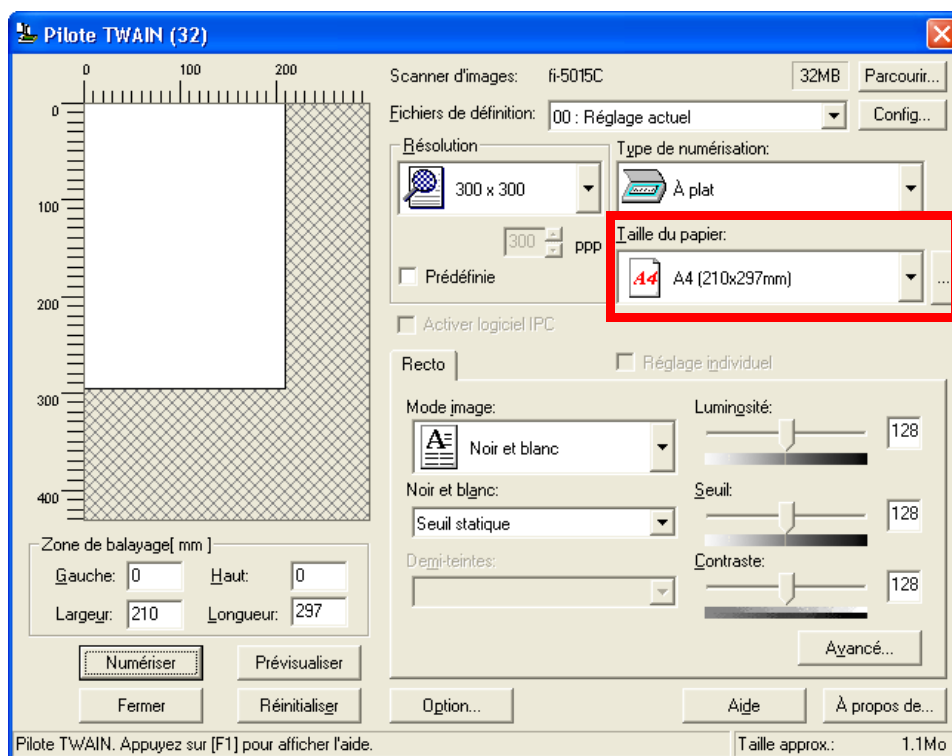 Pilote TWAIN (32)
0 100 200
0
100
200
300
400
Scanner d'images: fi-5015C 32MB Parcourir...
Fichiers de définition: 00 : Réglage actuel Config...
Résolution
300 x 300
300 ppp
Prédéfinie
Type de numérisation:
À plat
Taille du papier:
A4 A4 (210x297mm) ...
Activer logiciel IPC
Recto
Réglage individuel
Mode image:
A Noir et blanc
Noir et blanc:
Seuil statique
Demi-teintes:
Luminosité:
128
Seuil:
128
Contraste:
128
Avancé...
Zone de balayage[ mm ]
Gauche: 0 Haut: 0
Largeur: 210 Longueur: 297
Numériser Prévisualiser
Fermer Réinitialiser
Option... Aide À propos de...
Pilote TWAIN. Appuyez sur [F1] pour afficher l'aide. Taille approx.: 1.1Mo